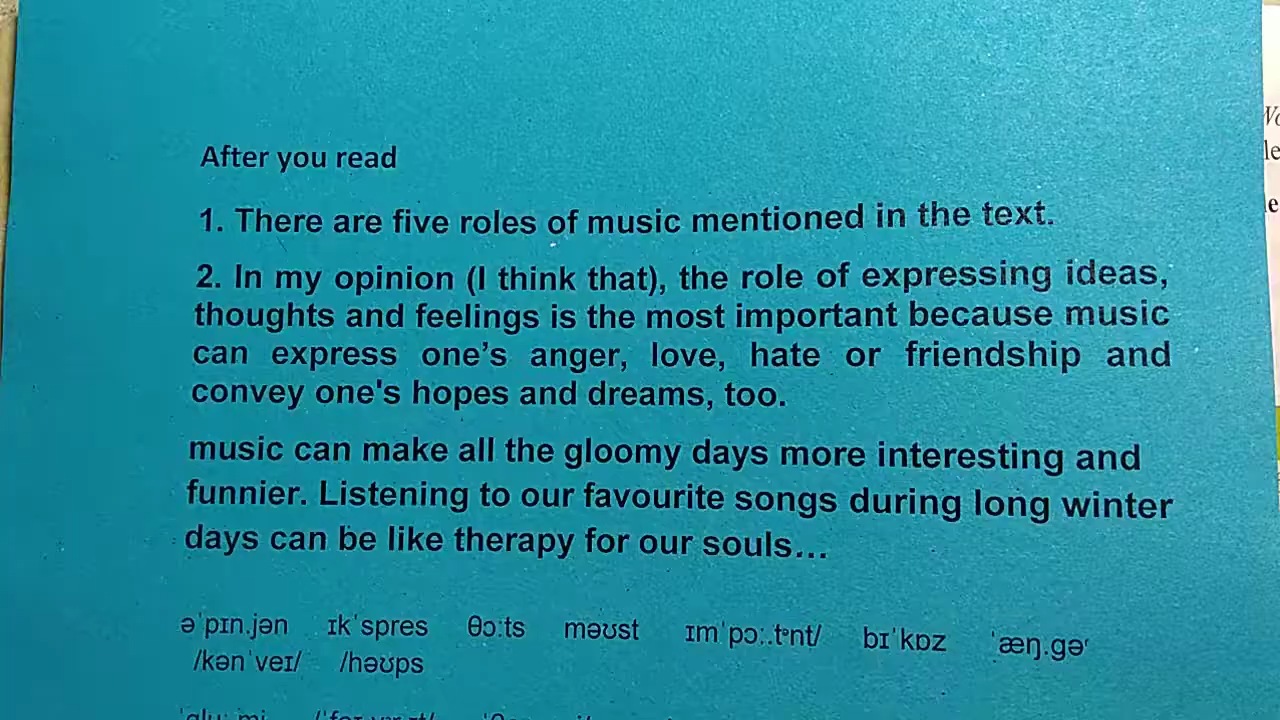 After you read
1. There are five roles of music mentioned in the text.
2. In my opinion (I think that), the role of expressing ideas,
thoughts and feelings is the most important because music
can express one’s anger, love, hate or friendship and
convey one's hopes and dreams, too.
music can make all the gloomy days more interesting and
funnier. Listening to our favourite songs during long winter
days can be like therapy for our souls...
əˈpɪn.jən ɪkˈspres θɔːts məʊst ɪmˈpɔː.tᵊnt/ bɪˈkɒz ˈæŋ.ɡəʳ
/kənˈveɪ/ /həʊps